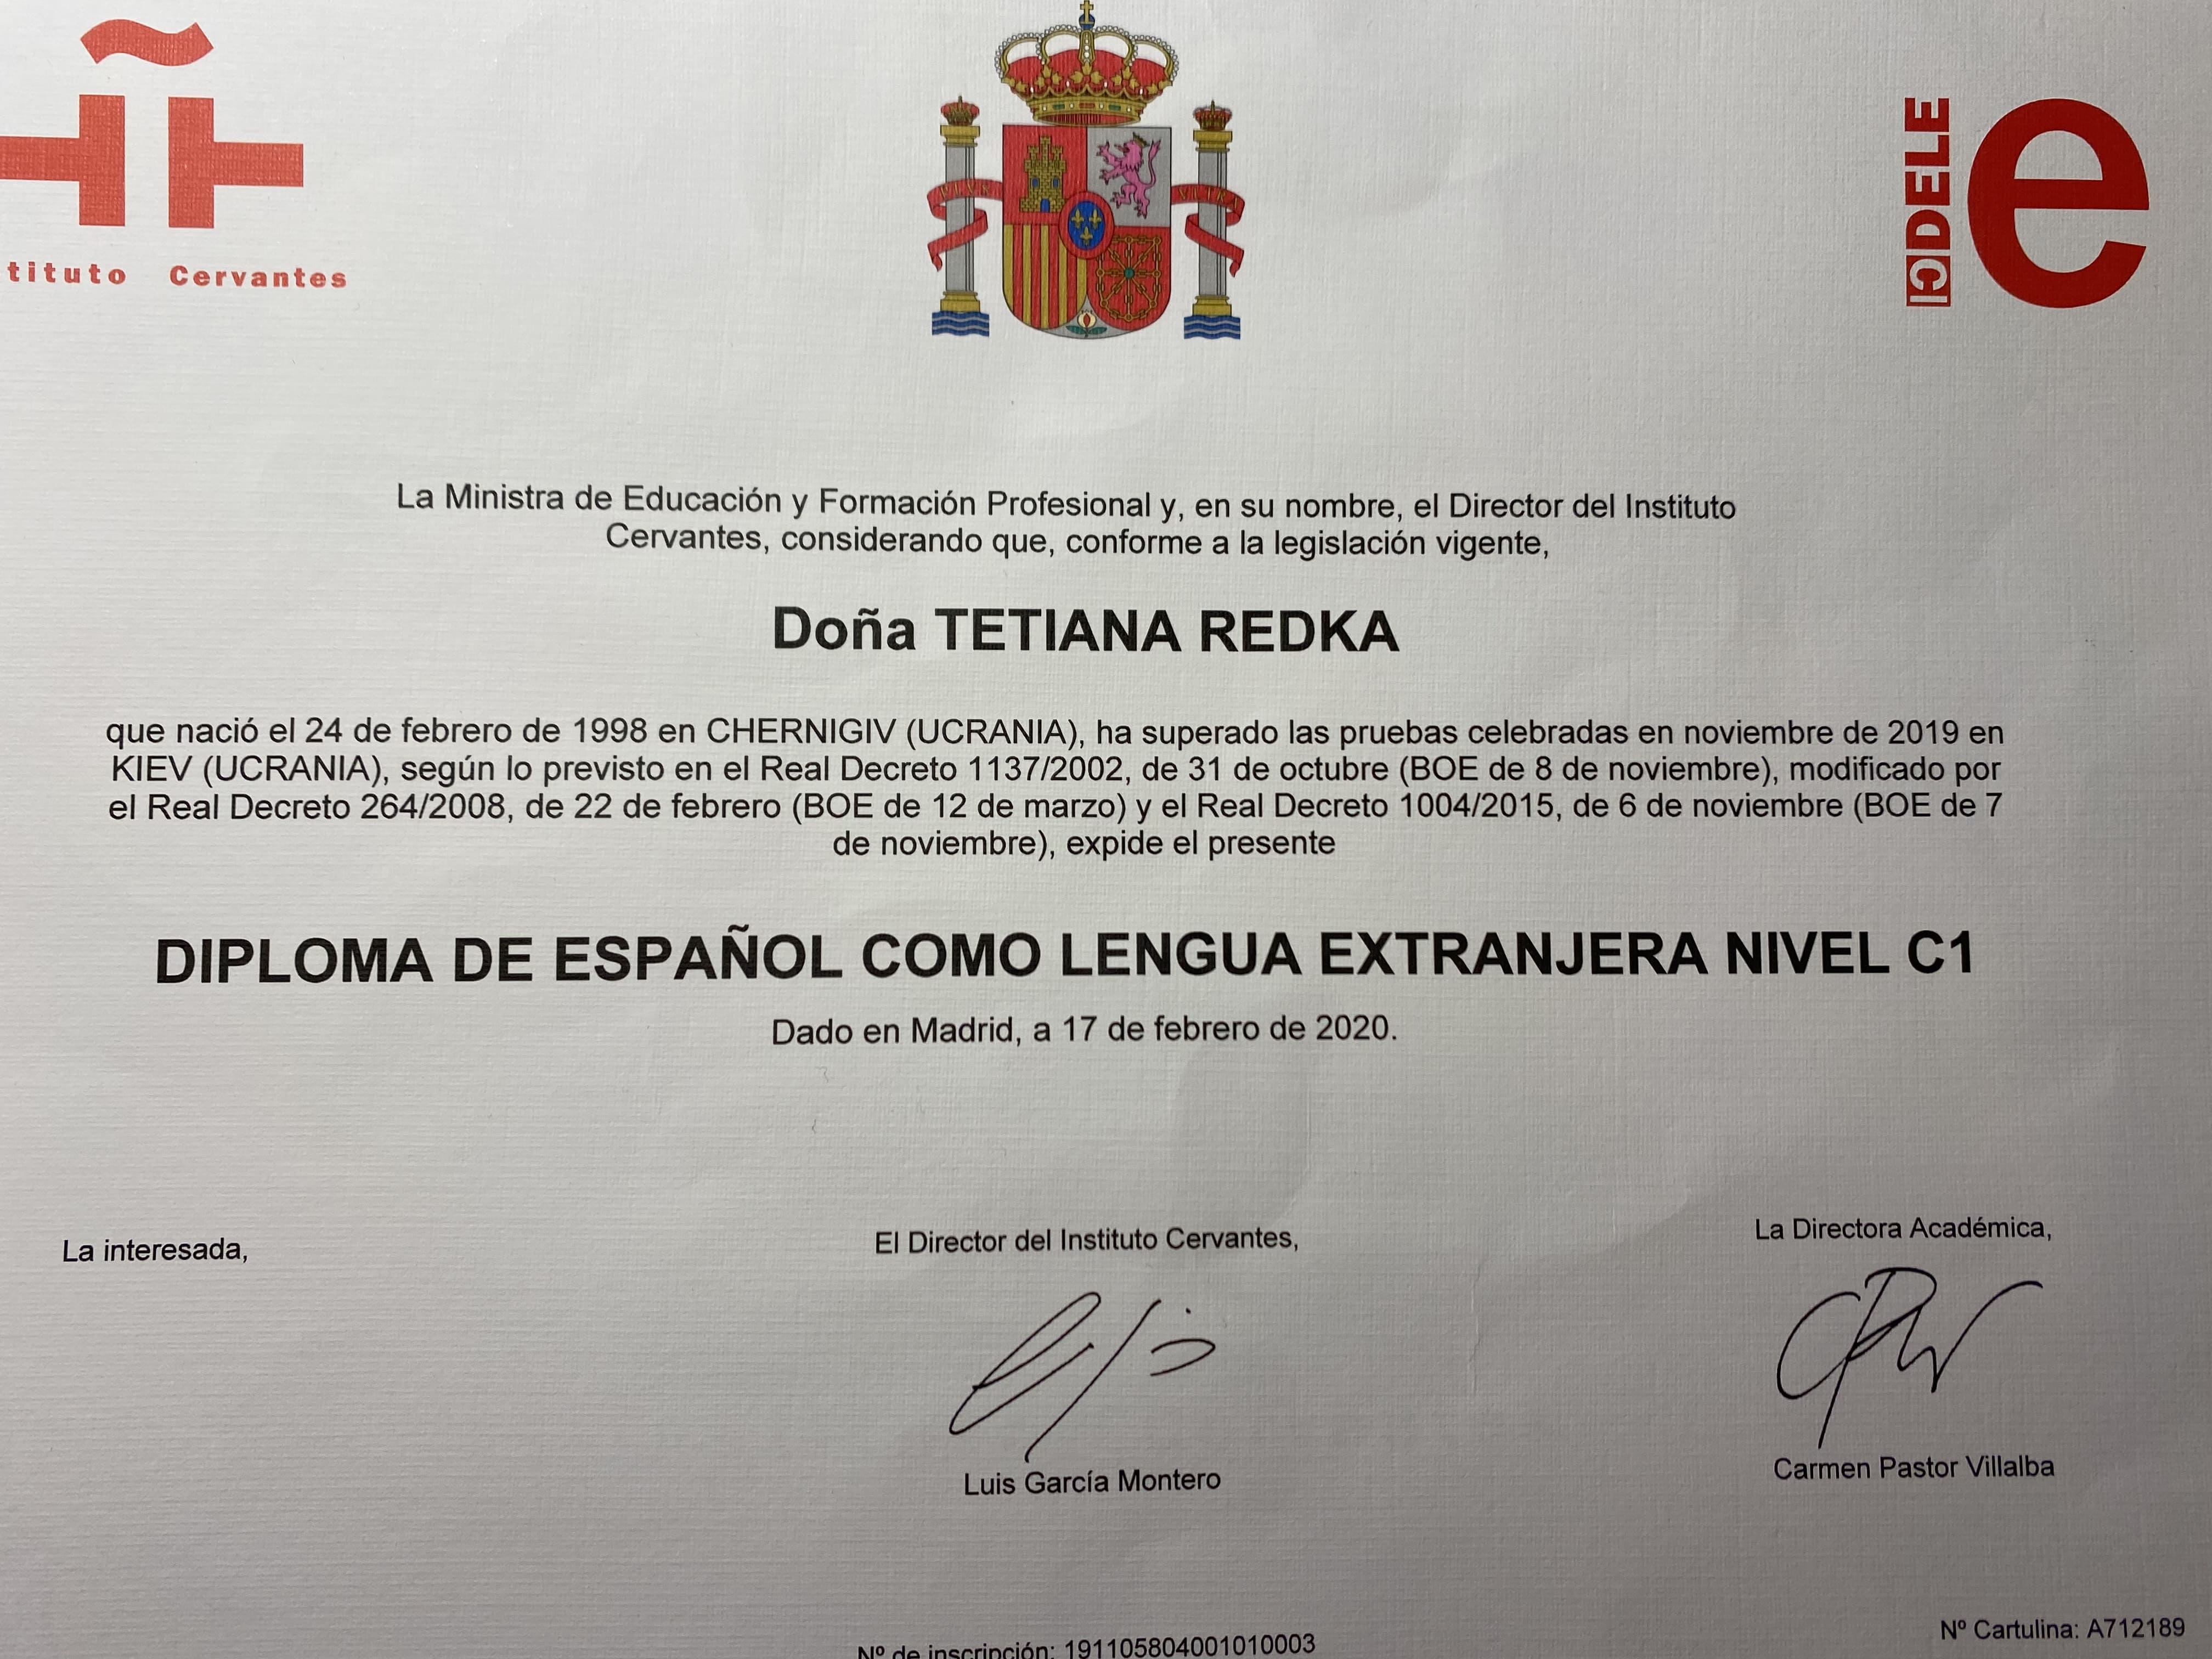 tituto Cervantes
DELE
e
La Ministra de Educación y Formación Profesional y, en su nombre, el Director del Instituto
Cervantes, considerando que, conforme a la legislación vigente,
Doña TETIANA REDKA
que nació el 24 de febrero de 1998 en CHERNIGIV (UCRANIA), ha superado las pruebas celebradas en noviembre de 2019 en
KIEV (UCRANIA), según lo previsto en el Real Decreto 1137/2002, de 31 de octubre (BOE de 8 de noviembre), modificado por
el Real Decreto 264/2008, de 22 de febrero (BOE de 12 de marzo) y el Real Decreto 1004/2015, de 6 de noviembre (BOE de 7
de noviembre), expide el presente
DIPLOMA DE ESPAÑOL COMO LENGUA EXTRANJERA NIVEL C1
Dado en Madrid, a 17 de febrero de 2020.
La interesada,
El Director del Instituto Cervantes,
La Directora Académica,
Luis García Montero
Carmen Pastor Villalba
Nº de inscripción: 191105804001010003
Nº Cartulina: A712189